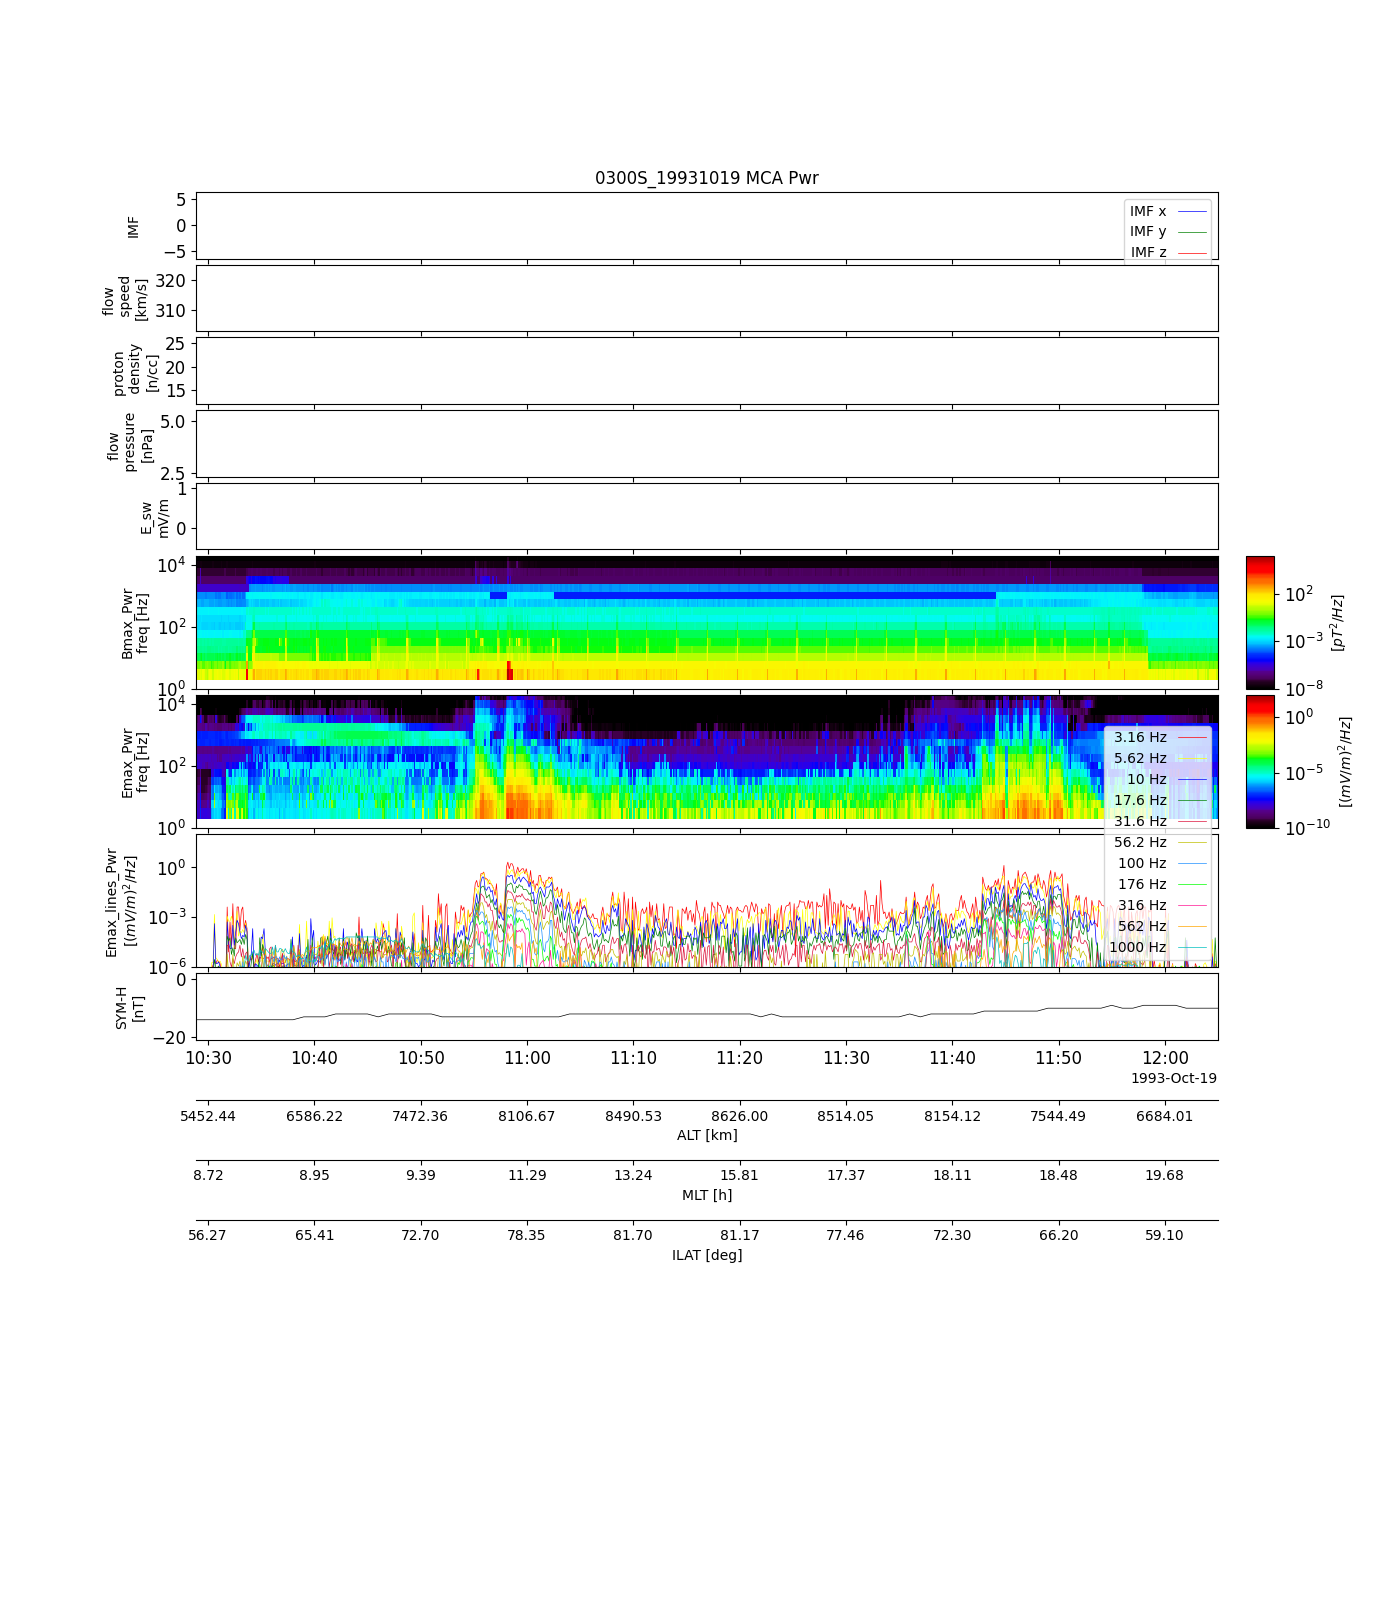 0300S_19931019 MCA Pwr
IMF
5
0
−5
IMF x
IMF y
IMF z
flow
speed
[km/s]
320
310
proton
density
[n/cc]
25
20
15
flow
pressure
[nPa]
5.0
2.5
E_sw
mV/m
1
0
Bmax_Pwr
freq [Hz]
10^4
10^2
10^0
10^2
10^−3
10^−8
[pT^2/Hz]
Emax_Pwr
freq [Hz]
10^4
10^2
10^0
10^0
10^−5
10^−10
[(mV/m)^2/Hz]
3.16 Hz
5.62 Hz
10 Hz
17.6 Hz
31.6 Hz
56.2 Hz
100 Hz
176 Hz
316 Hz
562 Hz
1000 Hz
Emax_lines_Pwr
[(mV/m)^2/Hz]
10^0
10^−3
10^−6
SYM-H
[nT]
0
−20
10:30 10:40 10:50 11:00 11:10 11:20 11:30 11:40 11:50 12:00
1993-Oct-19
5452.44 6586.22 7472.36 8106.67 8490.53 8626.00 8514.05 8154.12 7544.49 6684.01
ALT [km]
8.72 8.95 9.39 11.29 13.24 15.81 17.37 18.11 18.48 19.68
MLT [h]
56.27 65.41 72.70 78.35 81.70 81.17 77.46 72.30 66.20 59.10
ILAT [deg]